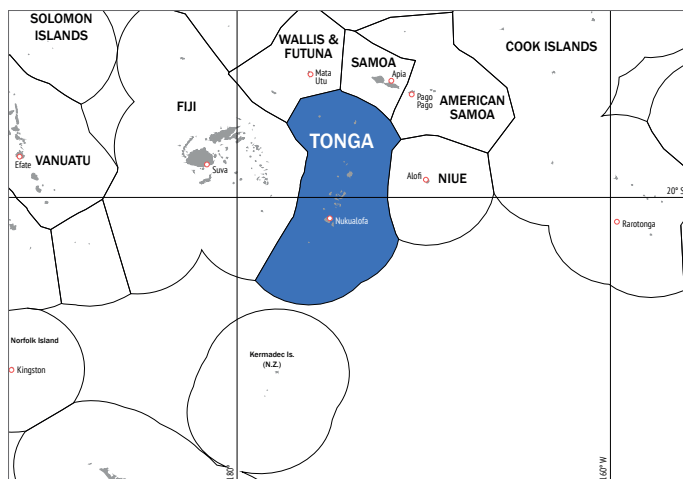 SOLOMON
ISLANDS
WALLIS &
FUTUNA
Mata
Utu
SAMOA
Apia
COOK ISLANDS
Pago
Pago
AMERICAN
SAMOA
FIJI
TONGA
VANUATU
Efate
Suva
Alofi
NIUE
20° S
Nukualofa
Rarotonga
Norfolk Island
Kingston
Kermadec Is.
(N.Z.)
180°
160° W